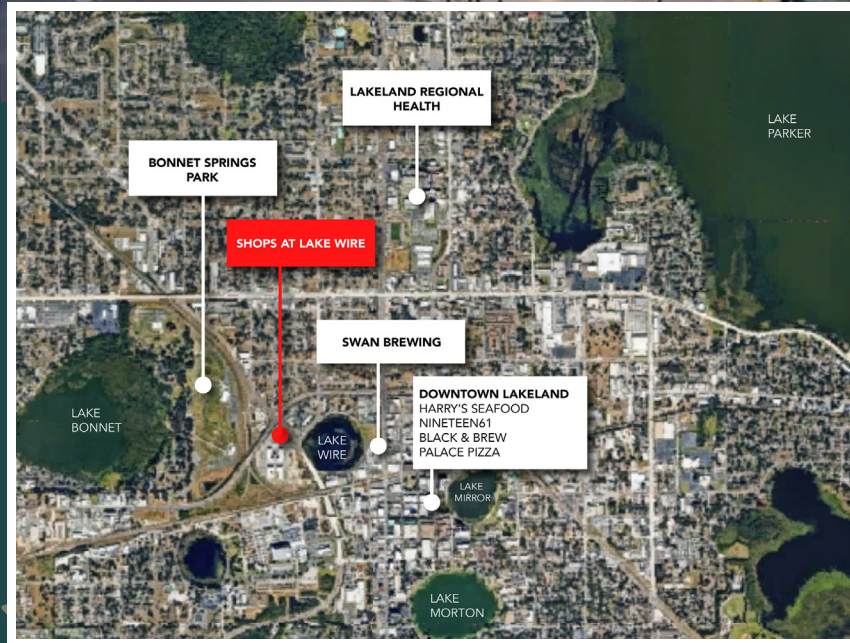 LAKELAND REGIONAL
HEALTH
LAKE
PARKER
BONNET SPRINGS
PARK
SHOPS AT LAKE WIRE
SWAN BREWING
DOWNTOWN LAKELAND
HARRY'S SEAFOOD
NINETEEN61
BLACK & BREW
PALACE PIZZA
LAKE
BONNET
LAKE
WIRE
LAKE
MIRROR
LAKE
MORTON